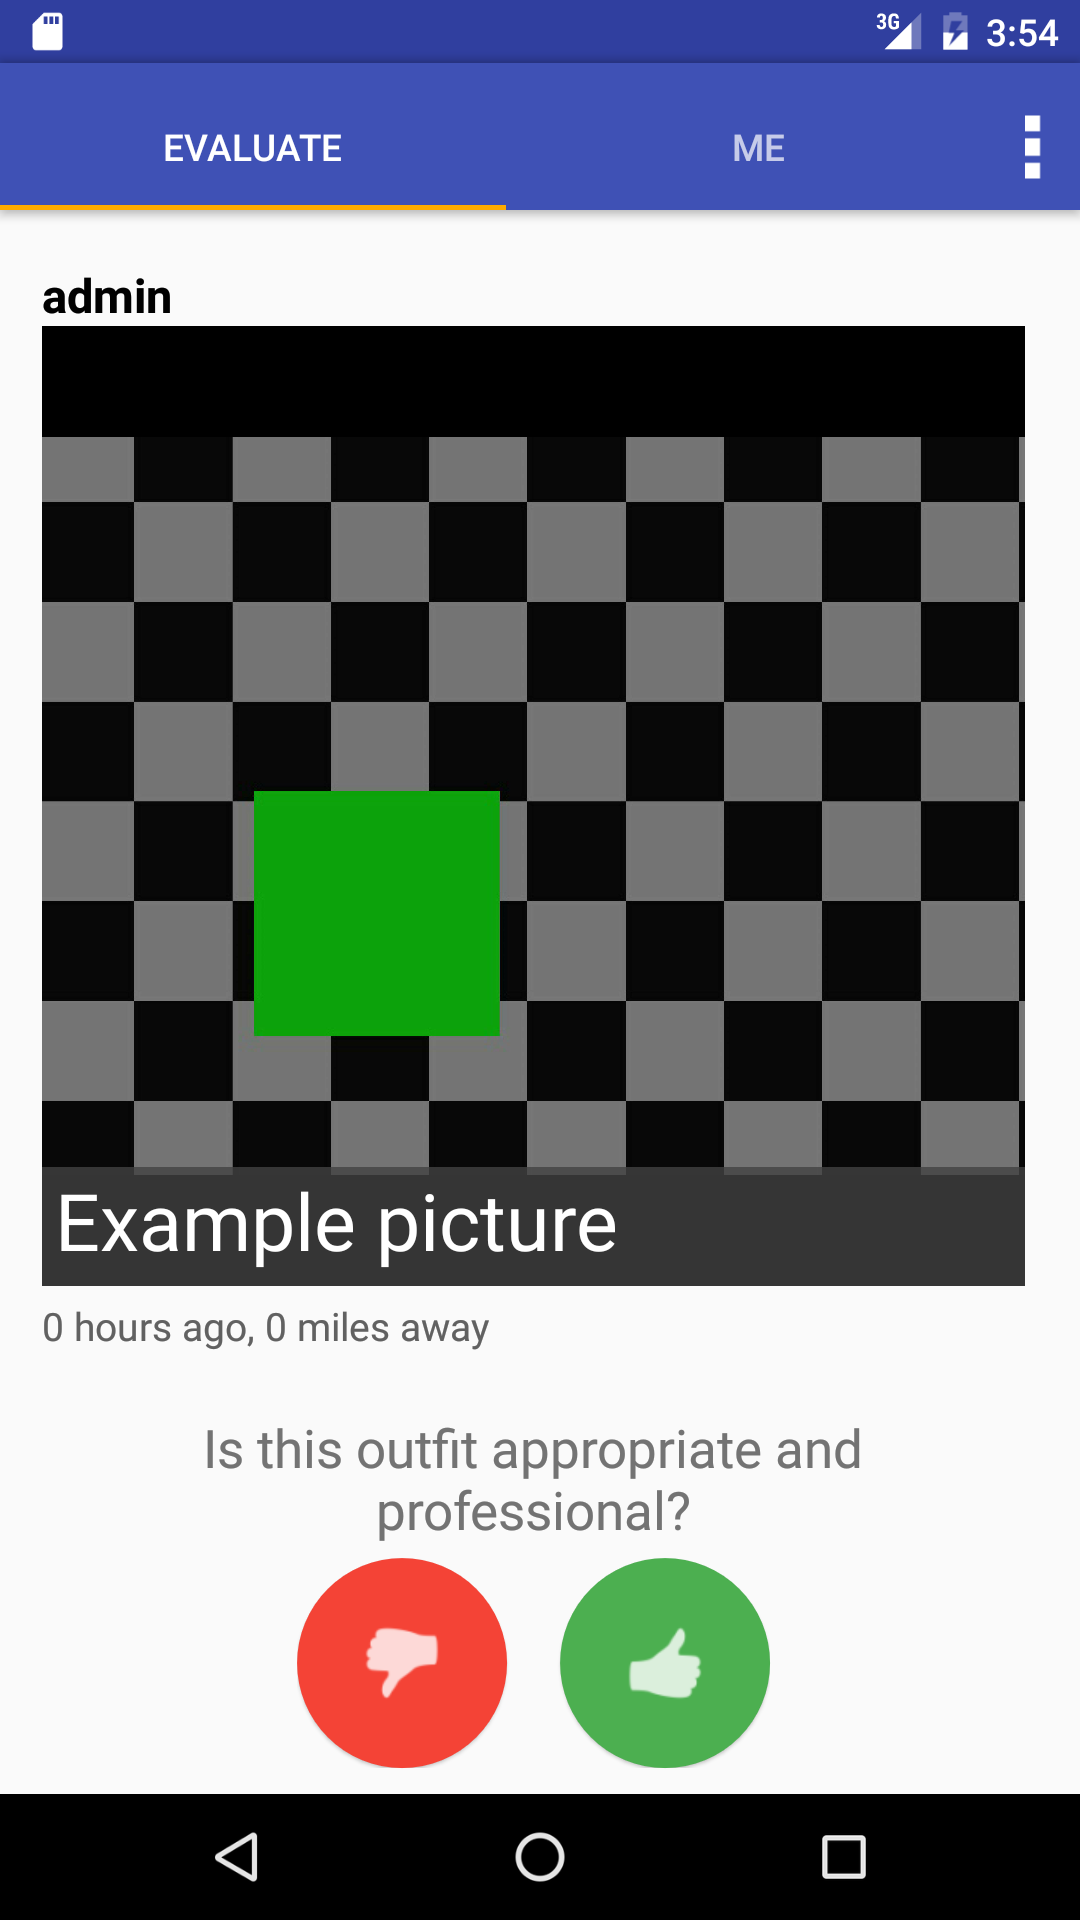 3G 3:54
EVALUATE ME
admin
Example picture
0 hours ago, 0 miles away
Is this outfit appropriate and
professional?